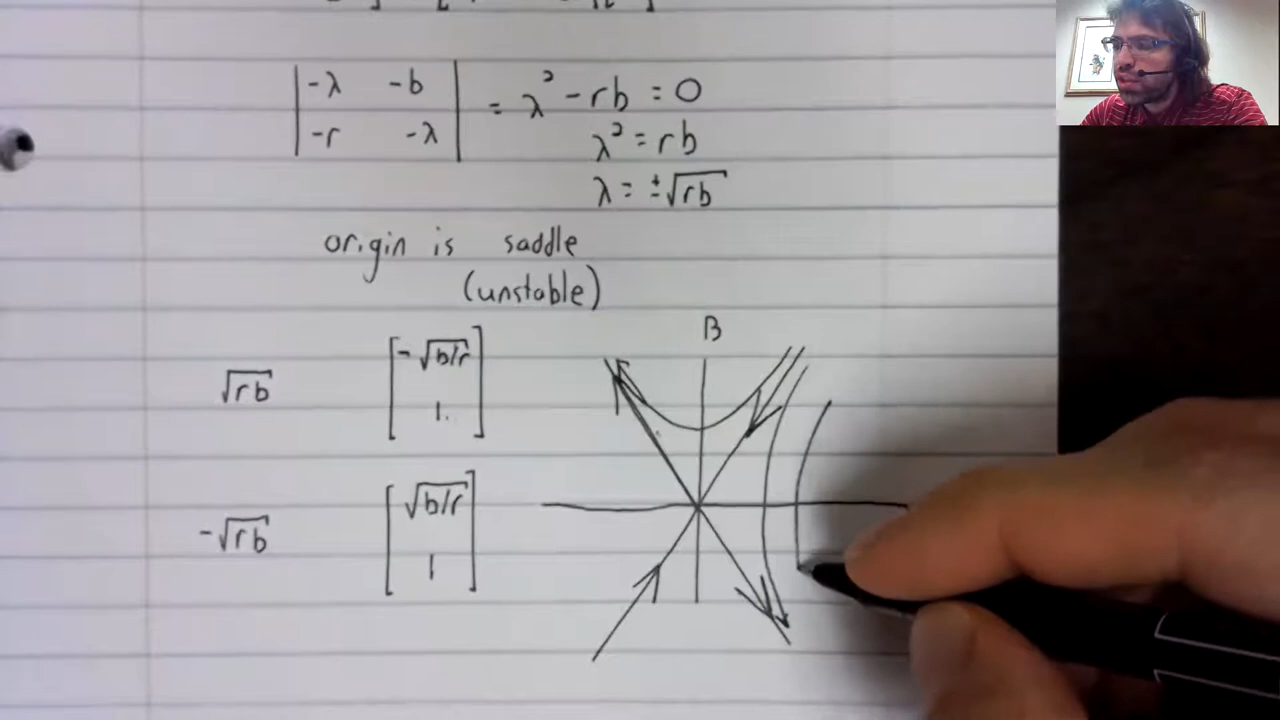 | -λ -b | = λ² - rb = 0
| -r -λ | λ² = rb
λ = ±√rb
origin is saddle
(unstable)
B
√rb [ -√b/r
1. ]
-√rb [ √b/r
1 ]